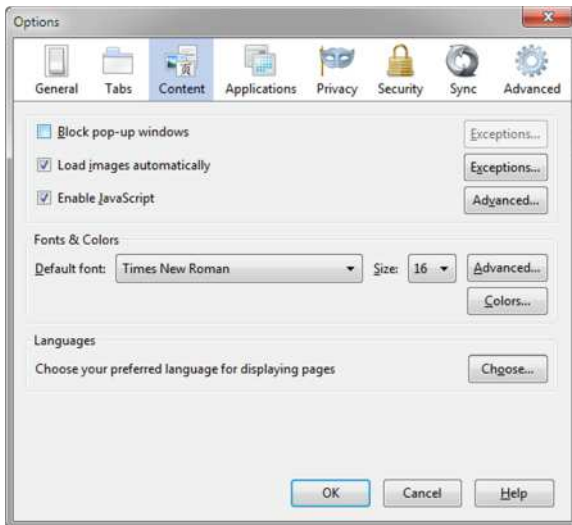 Options
General Tabs Content Applications Privacy Security Sync Advanced
Block pop-up windows Exceptions...
Load images automatically Exceptions...
Enable JavaScript Advanced...
Fonts & Colors
Default font: Times New Roman Size: 16 Advanced...
Colors...
Languages
Choose your preferred language for displaying pages Choose...
OK Cancel Help